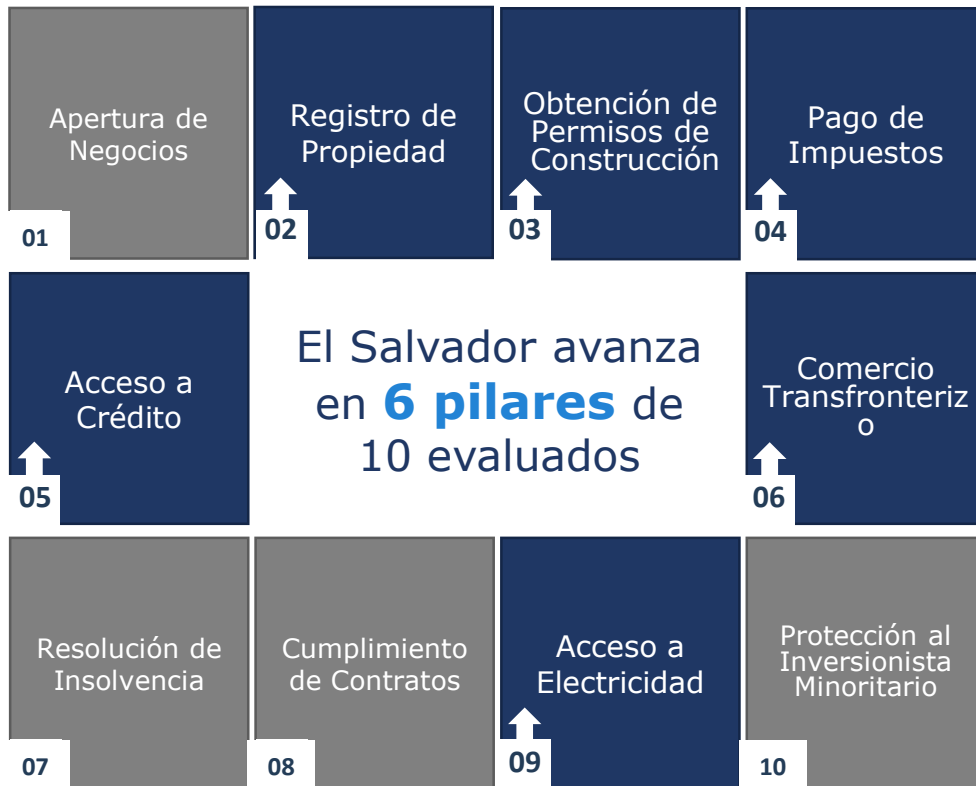 Apertura de
Negocios
01
Registro de
Propiedad
02
Obtención de
Permisos de
Construcción
03
Pago de
Impuestos
04
Acceso a
Crédito
05
El Salvador avanza
en 6 pilares de
10 evaluados
Comercio
Transfronteriz
o
06
Resolución de
Insolvencia
07
Cumplimiento
de Contratos
08
Acceso a
Electricidad
09
Protección al
Inversionista
Minoritario
10